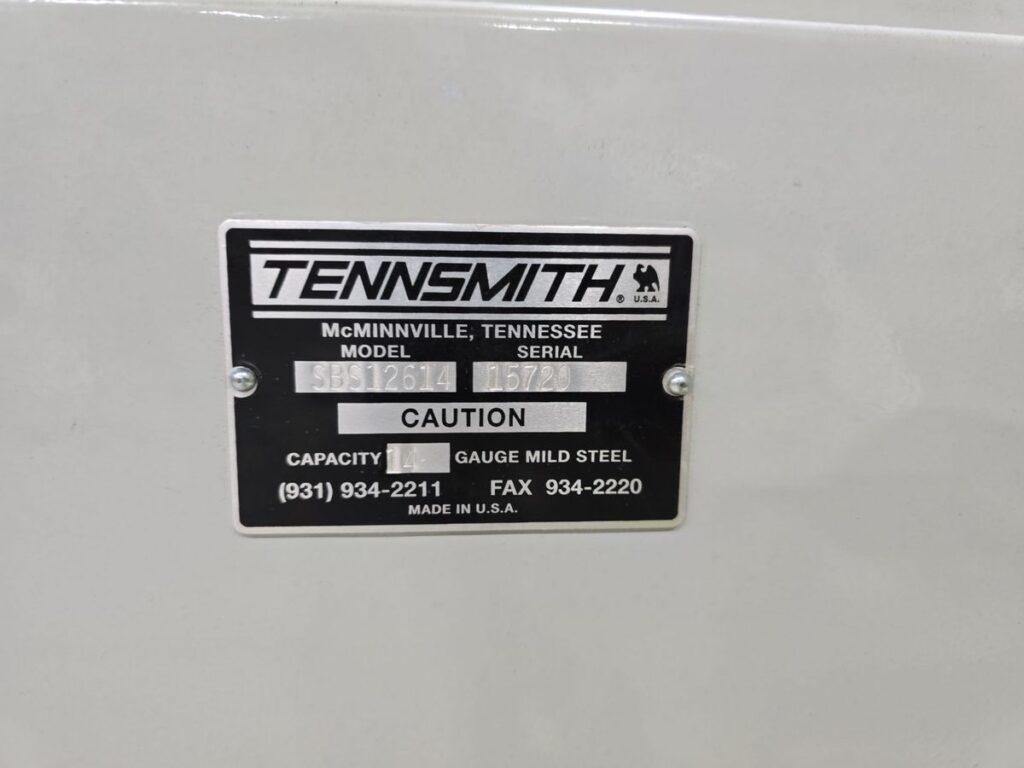 TENNSMITH® U.S.A.
McMINNVILLE, TENNESSEE
MODEL SERIAL
SBS12614 15720
CAUTION
CAPACITY 14 GAUGE MILD STEEL
(931) 934-2211 FAX 934-2220
MADE IN U.S.A.